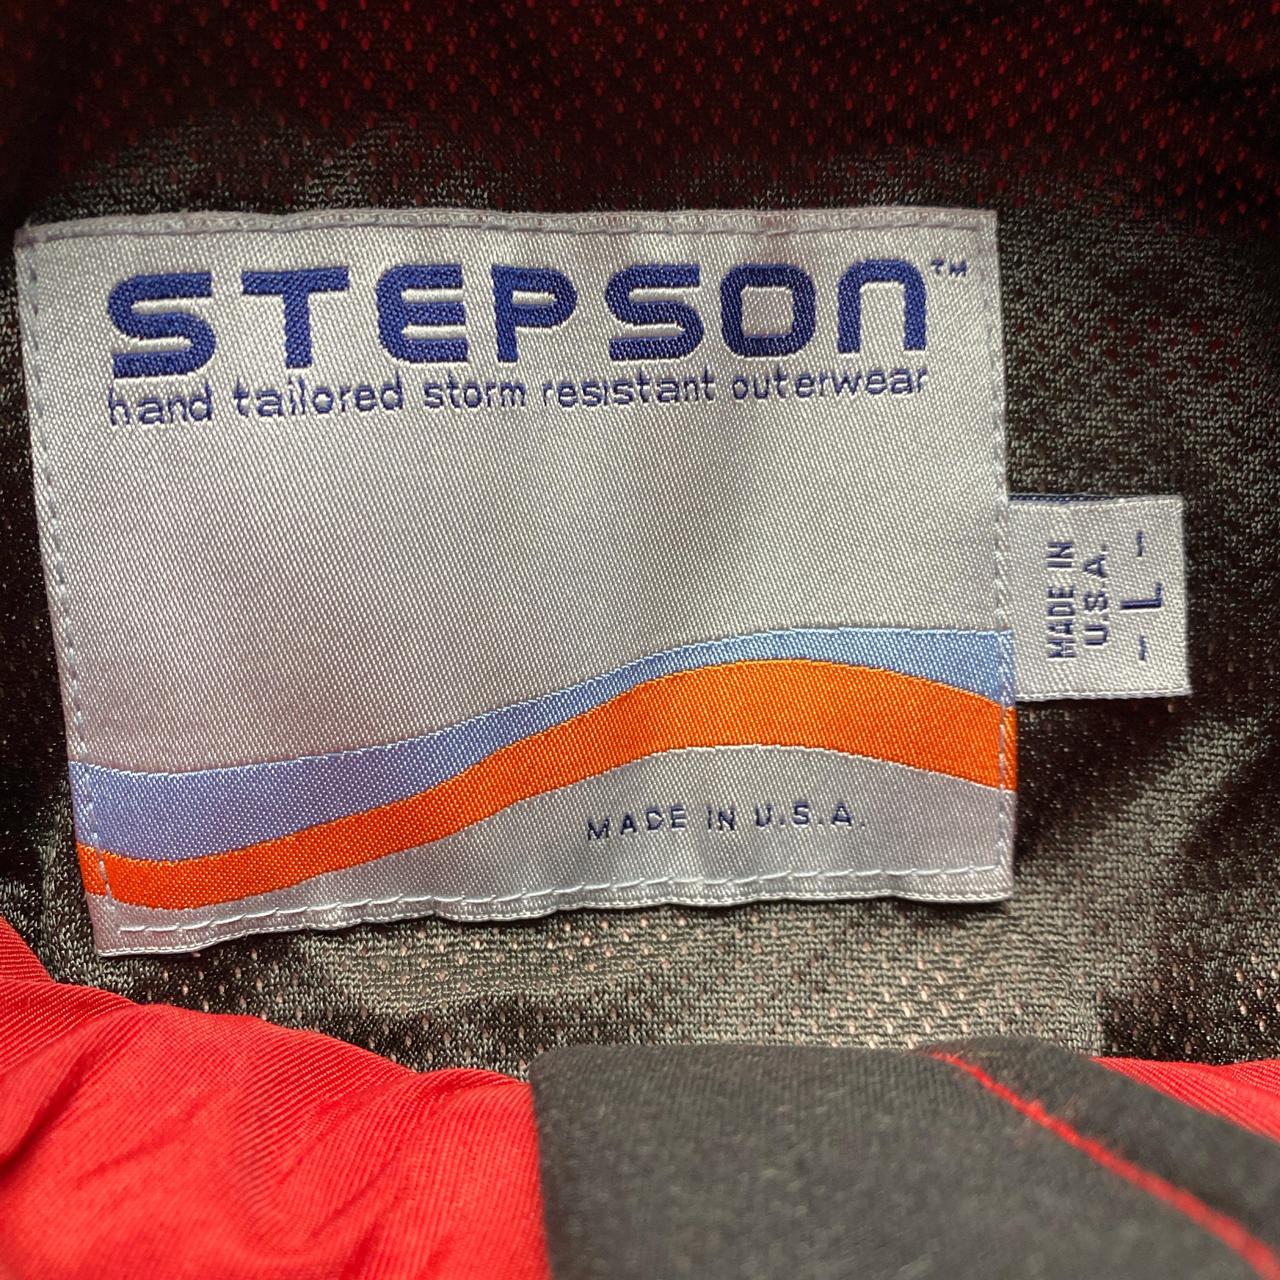 STEPSON™
hand tailored storm resistant outerwear
MADE IN U.S.A.
MADE IN
U.S.A.
- L -